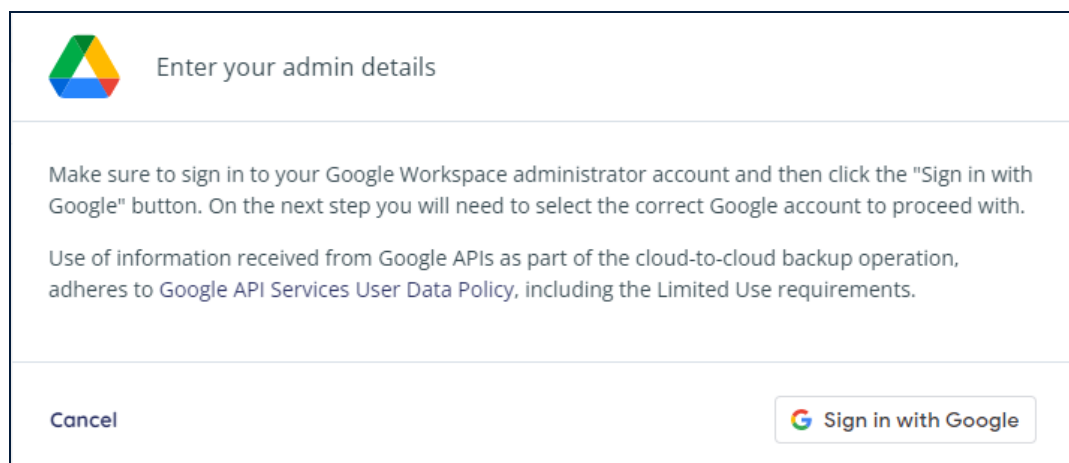 Enter your admin details
Make sure to sign in to your Google Workspace administrator account and then click the "Sign in with
Google" button. On the next step you will need to select the correct Google account to proceed with.
Use of information received from Google APIs as part of the cloud-to-cloud backup operation,
adheres to Google API Services User Data Policy, including the Limited Use requirements.
Cancel
Sign in with Google